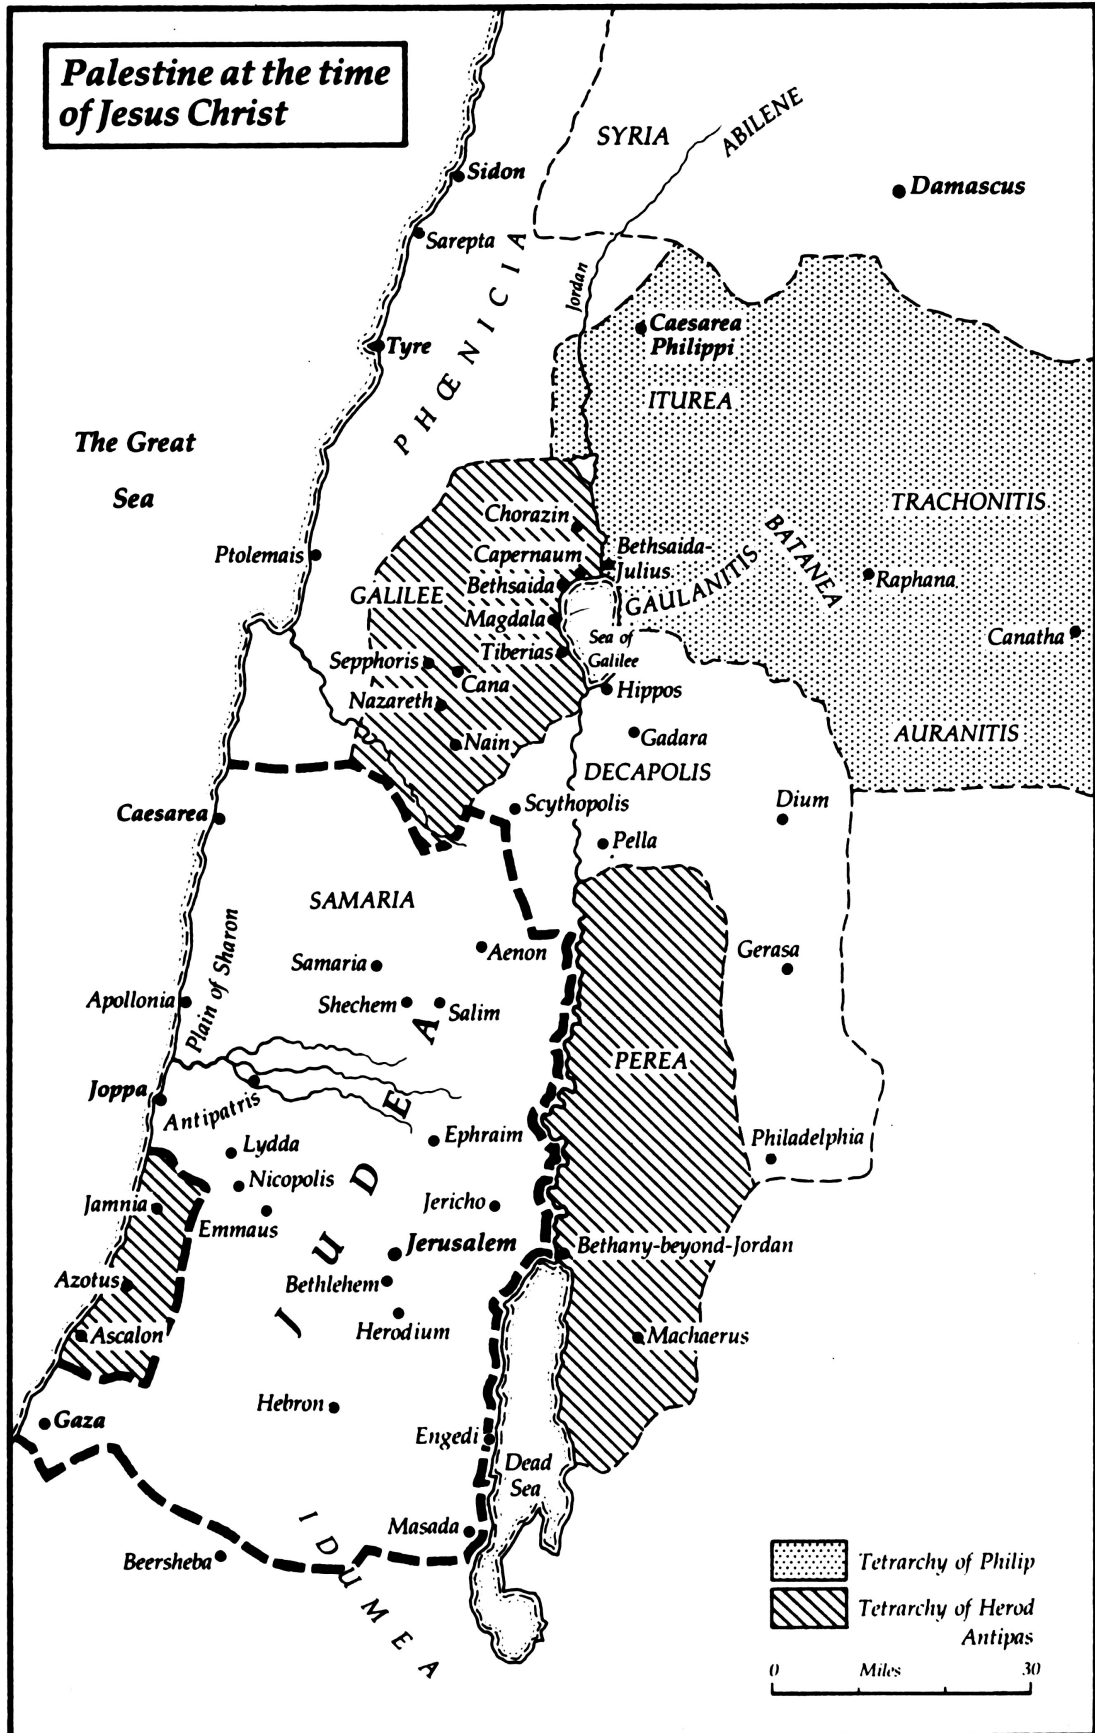 Palestine at the time
of Jesus Christ
SYRIA
ABILENE
Sidon
Damascus
Sarepta
PHŒNICIA
Jordan
Caesarea
Philippi
Tyre
ITUREA
The Great
Sea
TRACHONITIS
BATANEA
Chorazin
Ptolemais
Capernaum
Bethsaida-
Julius
Bethsaida
GALILEE
GAULANITIS
Raphana
Magdala
Sea of
Galilee
Canatha
Tiberias
Sepphoris
Cana
Hippos
Nazareth
Nain
Gadara
AURANITIS
DECAPOLIS
Scythopolis
Dium
Caesarea
Pella
SAMARIA
Plain of Sharon
Aenon
Gerasa
Samaria
Apollonia
Shechem
Salim
JUDEA
PEREA
Joppa
Antipatris
Ephraim
Lydda
Philadelphia
Nicopolis
Jamnia
Jericho
Emmaus
Jerusalem
Bethany-beyond-Jordan
Azotus
Bethlehem
Herodium
Ascalon
Machaerus
Hebron
Gaza
Engedi
Dead
Sea
IDUMEA
Masada
Beersheba
Tetrarchy of Philip
Tetrarchy of Herod
Antipas
0 Miles 30